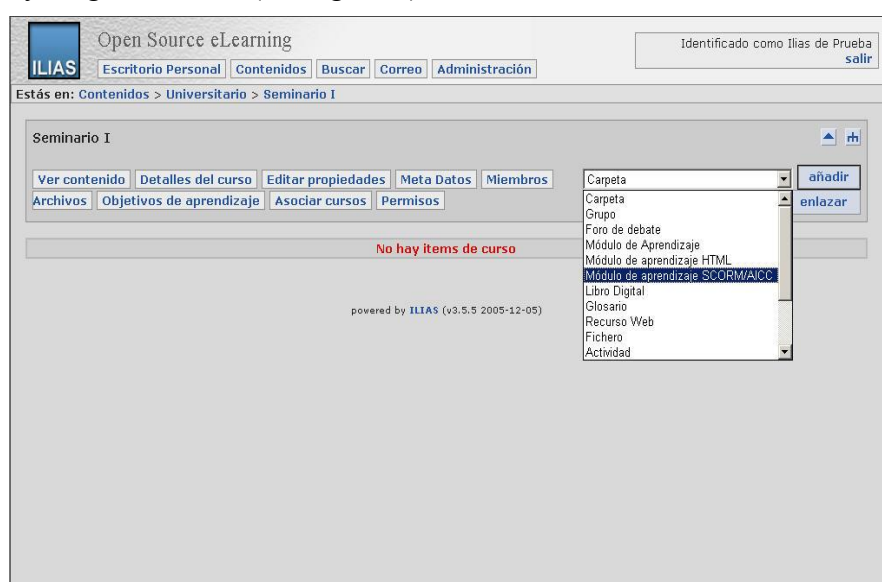 Open Source eLearning
ILIAS
Escritorio Personal Contenidos Buscar Correo Administración
Identificado como Ilias de Prueba
salir
Estás en: Contenidos > Universitario > Seminario I
Seminario I
Ver contenido Detalles del curso Editar propiedades Meta Datos Miembros
Archivos Objetivos de aprendizaje Asociar cursos Permisos
Carpeta añadir
enlazar
Carpeta
Grupo
Foro de debate
Módulo de Aprendizaje
Módulo de aprendizaje HTML
Módulo de aprendizaje SCORM/AICC
Libro Digital
Glosario
Recurso Web
Fichero
Actividad
No hay items de curso
powered by ILIAS (v3.5.5 2005-12-05)